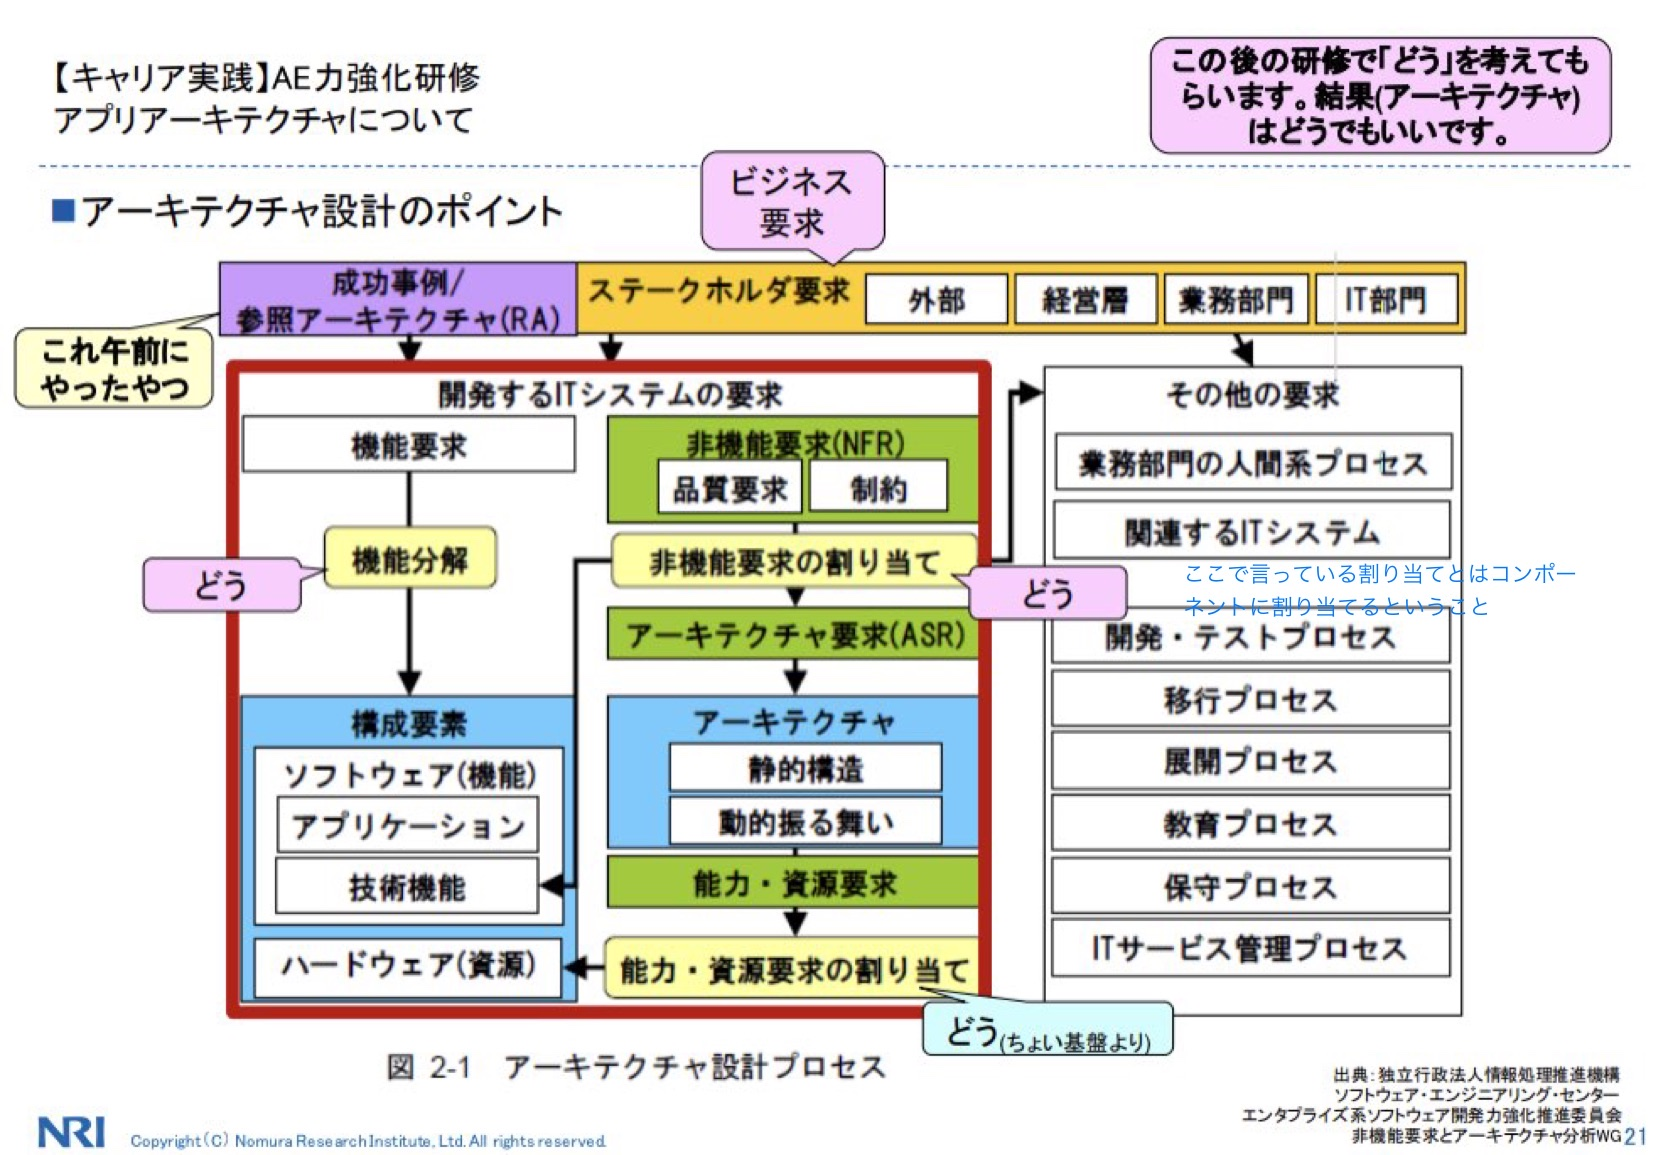 【キャリア実践】AE力強化研修
アプリアーキテクチャについて
この後の研修で「どう」を考えても
らいます。結果(アーキテクチャ)
はどうでもいいです。
■アーキテクチャ設計のポイント
ビジネス
要求
成功事例/
参照アーキテクチャ(RA)
ステークホルダ要求
外部
経営層
業務部門
IT部門
これ午前に
やったやつ
開発するITシステムの要求
機能要求
非機能要求(NFR)
品質要求
制約
機能分解
どう
非機能要求の割り当て
どう
アーキテクチャ要求(ASR)
構成要素
ソフトウェア(機能)
アプリケーション
技術機能
ハードウェア(資源)
アーキテクチャ
静的構造
動的振る舞い
能力・資源要求
能力・資源要求の割り当て
どう(ちょい基盤より)
その他の要求
業務部門の人間系プロセス
関連するITシステム
ここで言っている割り当てとはコンポー
ネントに割り当てるということ
開発・テストプロセス
移行プロセス
展開プロセス
教育プロセス
保守プロセス
ITサービス管理プロセス
図 2-1 アーキテクチャ設計プロセス
出典:独立行政法人情報処理推進機構
ソフトウェア・エンジニアリング・センター
エンタプライズ系ソフトウェア開発力強化推進委員会
非機能要求とアーキテクチャ分析WG
21
NRI
Copyright(C) Nomura Research Institute, Ltd. All rights reserved.